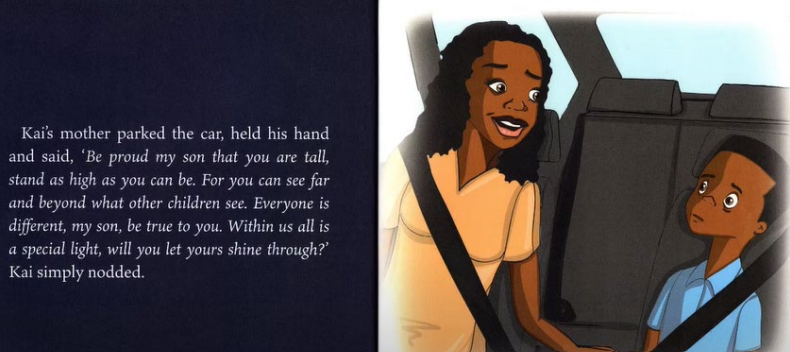 Kai's mother parked the car, held his hand
and said, ‘Be proud my son that you are tall,
stand as high as you can be. For you can see far
and beyond what other children see. Everyone is
different, my son, be true to you. Within us all is
a special light, will you let yours shine through?’
Kai simply nodded.